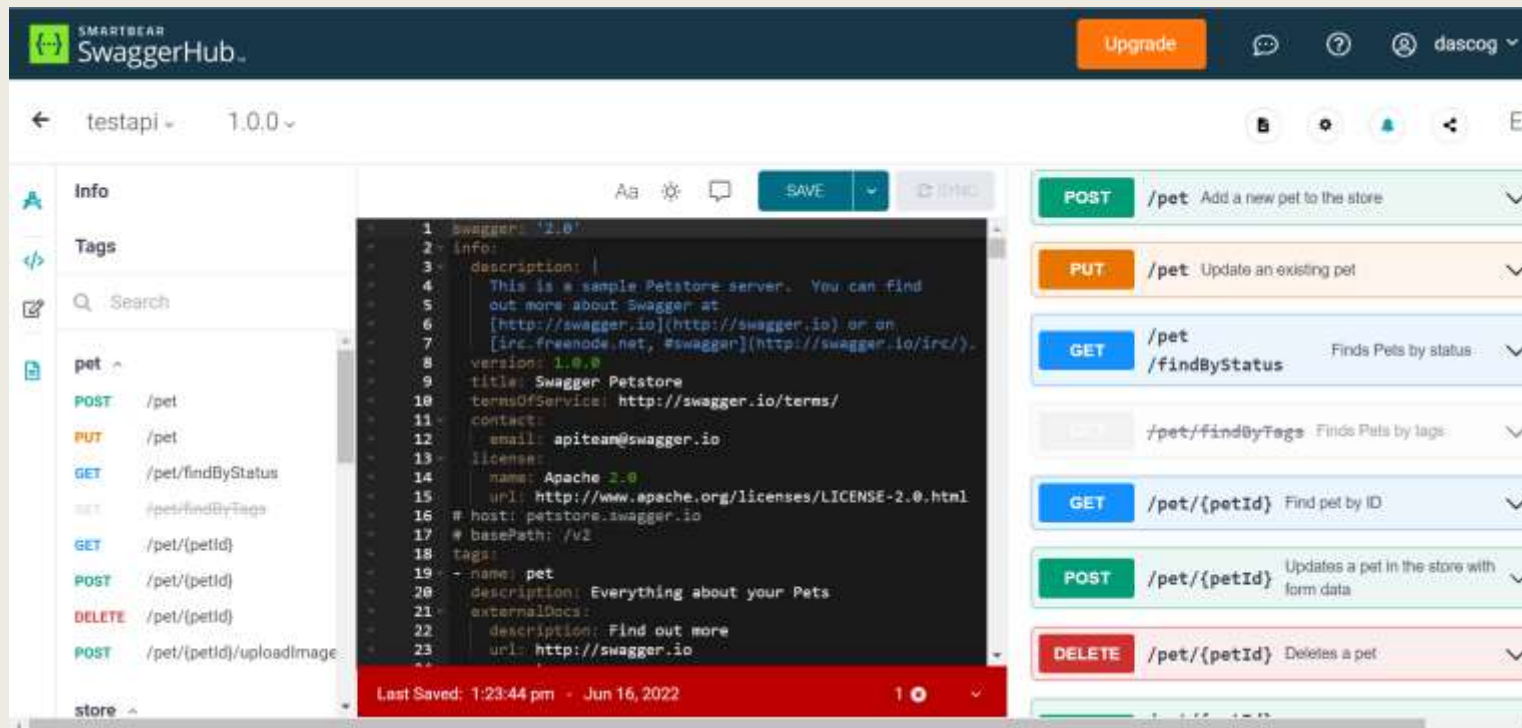 SMARTBEAR
SwaggerHub
Upgrade
dascog
testapi
1.0.0
E
Info
Tags
Search
pet
POST /pet
PUT /pet
GET /pet/findByStatus
GET /pet/findByTags
GET /pet/{petId}
POST /pet/{petId}
DELETE /pet/{petId}
POST /pet/{petId}/uploadImage
store
Aa
SAVE
SYNC
1 swagger: '2.0'
2 info:
3 description: |
4 This is a sample Petstore server. You can find
5 out more about Swagger at
6 [http://swagger.io](http://swagger.io) or on
7 [irc.freenode.net, #swagger](http://swagger.io/irc/).
8 version: 1.0.0
9 title: Swagger Petstore
10 termsOfService: http://swagger.io/terms/
11 contact:
12 email: apiteam@swagger.io
13 license:
14 name: Apache 2.0
15 url: http://www.apache.org/licenses/LICENSE-2.0.html
16 # host: petstore.swagger.io
17 # basePath: /v2
18 tags:
19 - name: pet
20 description: Everything about your Pets
21 externalDocs:
22 description: Find out more
23 url: http://swagger.io
Last Saved: 1:23:44 pm - Jun 16, 2022
1
POST /pet Add a new pet to the store
PUT /pet Update an existing pet
GET /pet
/findByStatus Finds Pets by status
GET /pet/findByTags Finds Pets by tags
GET /pet/{petId} Find pet by ID
POST /pet/{petId} Updates a pet in the store with
form data
DELETE /pet/{petId} Deletes a pet